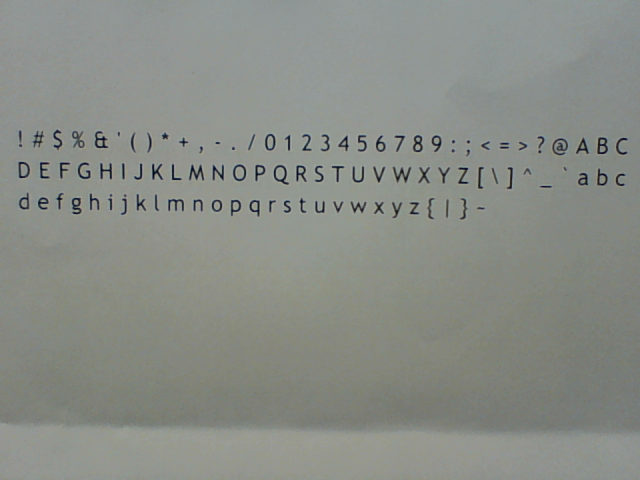 ! # $ % & ' ( ) * + , - . / 0 1 2 3 4 5 6 7 8 9 : ; < = > ? @ A B C
D E F G H I J K L M N O P Q R S T U V W X Y Z [ \ ] ^ _ ` a b c
d e f g h i j k l m n o p q r s t u v w x y z { | } ~